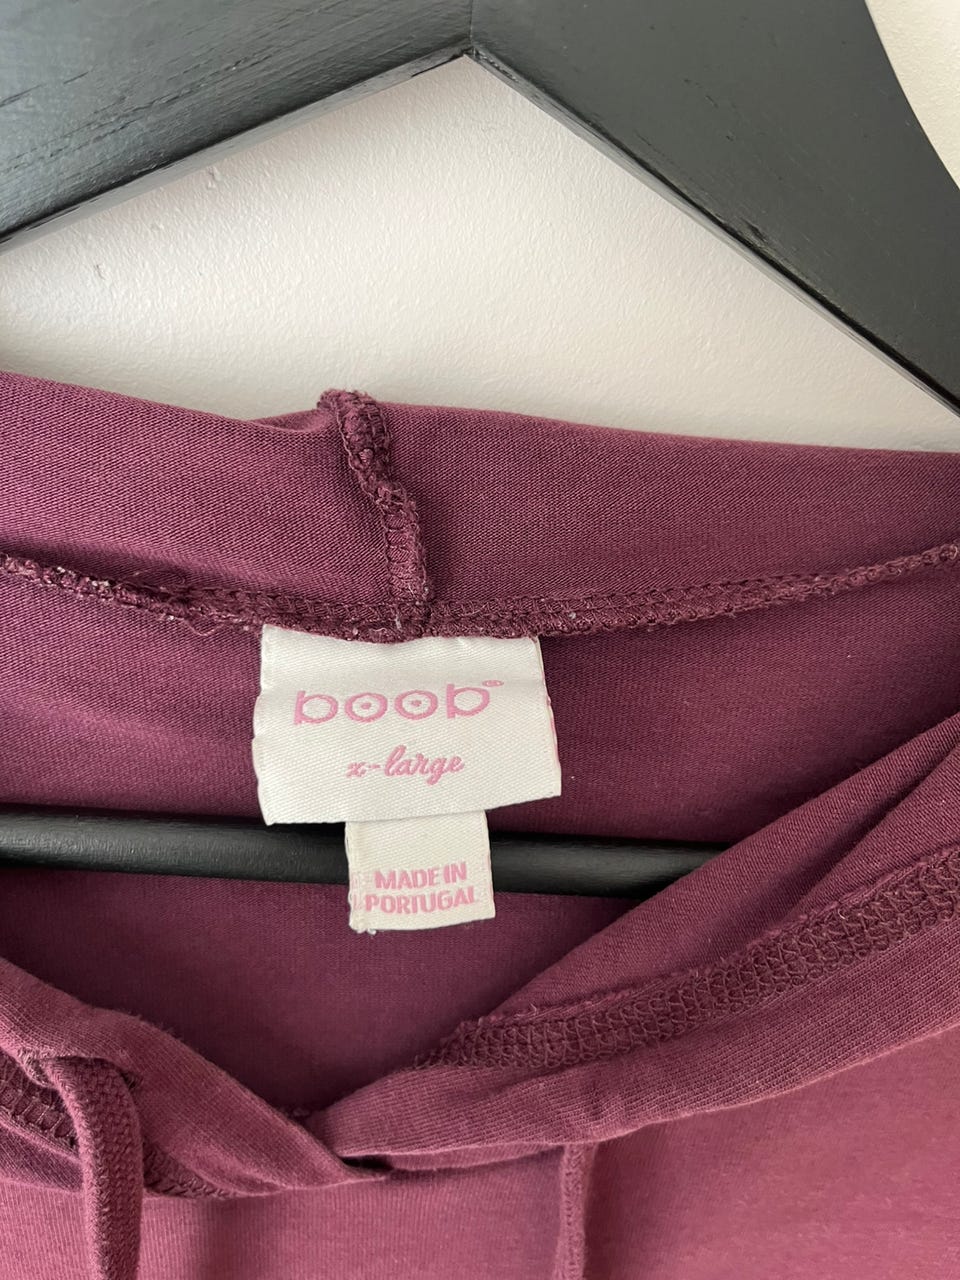 boob
x-large
MADE IN
PORTUGAL